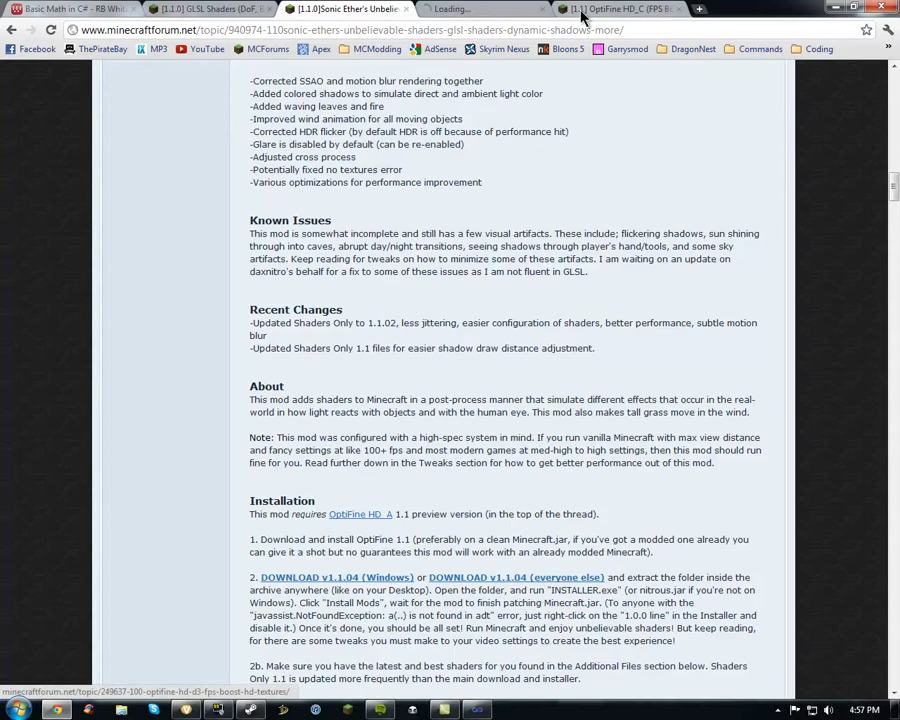 Basic Math in C# - RB Whit
[1.1.0] GLSL Shaders (DoF, B
[1.1.0]Sonic Ether's Unbelie
Loading...
[1.1] OptiFine HD_C (FPS Bo
www.minecraftforum.net/topic/940974-110sonic-ethers-unbelievable-shaders-glsl-shaders-dynamic-shadows-more/
Facebook ThePirateBay MP3 YouTube MCForums Apex MCModding AdSense Skyrim Nexus Bloons 5 Garrysmod DragonNest Commands Coding »
-Corrected SSAO and motion blur rendering together
-Added colored shadows to simulate direct and ambient light color
-Added waving leaves and fire
-Improved wind animation for all moving objects
-Corrected HDR flicker (by default HDR is off because of performance hit)
-Glare is disabled by default (can be re-enabled)
-Adjusted cross process
-Potentially fixed no textures error
-Various optimizations for performance improvement
Known Issues
This mod is somewhat incomplete and still has a few visual artifacts. These include; flickering shadows, sun shining
through into caves, abrupt day/night transitions, seeing shadows through player's hand/tools, and some sky
artifacts. Keep reading for tweaks on how to minimize some of these artifacts. I am waiting on an update on
daxnitro's behalf for a fix to some of these issues as I am not fluent in GLSL.
Recent Changes
-Updated Shaders Only to 1.1.02, less jittering, easier configuration of shaders, better performance, subtle motion
blur
-Updated Shaders Only 1.1 files for easier shadow draw distance adjustment.
About
This mod adds shaders to Minecraft in a post-process manner that simulate different effects that occur in the real-
world in how light reacts with objects and with the human eye. This mod also makes tall grass move in the wind.
Note: This mod was configured with a high-spec system in mind. If you run vanilla Minecraft with max view distance
and fancy settings at like 100+ fps and most modern games at med-high to high settings, then this mod should run
fine for you. Read further down in the Tweaks section for how to get better performance out of this mod.
Installation
This mod requires OptiFine HD_A 1.1 preview version (in the top of the thread).
1. Download and install OptiFine 1.1 (preferably on a clean Minecraft.jar, if you've got a modded one already you
can give it a shot but no guarantees this mod will work with an already modded Minecraft).
2. DOWNLOAD v1.1.04 (Windows) or DOWNLOAD v1.1.04 (everyone else) and extract the folder inside the
archive anywhere (like on your Desktop). Open the folder, and run "INSTALLER.exe" (or nitrous.jar if you're not on
Windows). Click "Install Mods", wait for the mod to finish patching Minecraft.jar. (To anyone with the
"javassist.NotFoundException: a(..) is not found in adt" error, just right-click on the "1.0.0 line" in the Installer and
disable it.) Once it's done, you should be all set! Run Minecraft and enjoy unbelievable shaders! But keep reading,
for there are some tweaks you must make to your video settings to create the best experience!
2b. Make sure you have the latest and best shaders for you found in the Additional Files section below. Shaders
Only 1.1 is updated more frequently than the main download and installer.
minecraftforum.net/topic/249637-100-optifine-hd-d3-fps-boost-hd-textures/
4:57 PM